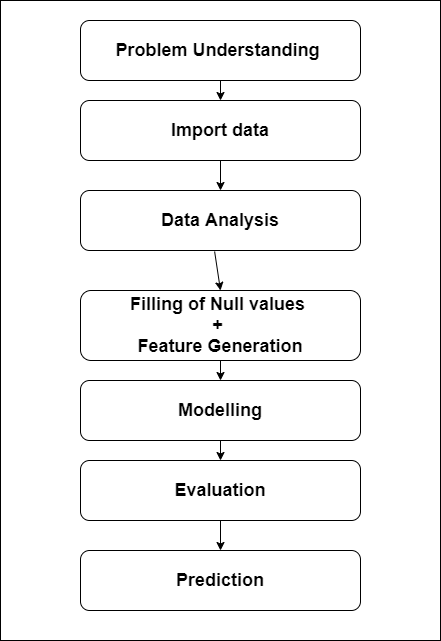 Problem Understanding
Import data
Data Analysis
Filling of Null values
+
Feature Generation
Modelling
Evaluation
Prediction